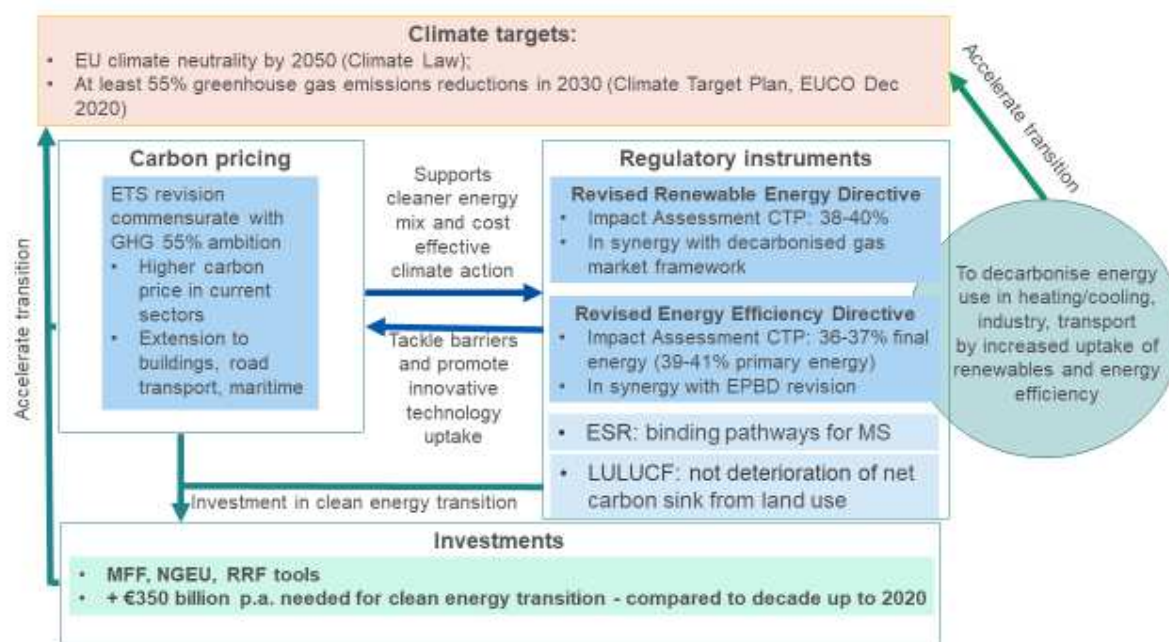 Climate targets:
• EU climate neutrality by 2050 (Climate Law);
• At least 55% greenhouse gas emissions reductions in 2030 (Climate Target Plan, EUCO Dec
2020)
Carbon pricing
ETS revision
commensurate with
GHG 55% ambition
• Higher carbon
price in current
sectors
• Extension to
buildings, road
transport, maritime
Supports
cleaner energy
mix and cost
effective
climate action
Tackle barriers
and promote
innovative
technology
uptake
Regulatory instruments
Revised Renewable Energy Directive
• Impact Assessment CTP: 38-40%
• In synergy with decarbonised gas
market framework
Revised Energy Efficiency Directive
• Impact Assessment CTP: 36-37% final
energy (39-41% primary energy)
• In synergy with EPBD revision
• ESR: binding pathways for MS
• LULUCF: not deterioration of net
carbon sink from land use
To decarbonise energy
use in heating/cooling,
industry, transport
by increased uptake of
renewables and energy
efficiency
Accelerate transition
Accelerate transition
Investment in clean energy transition
Investments
• MFF, NGEU, RRF tools
• + €350 billion p.a. needed for clean energy transition - compared to decade up to 2020